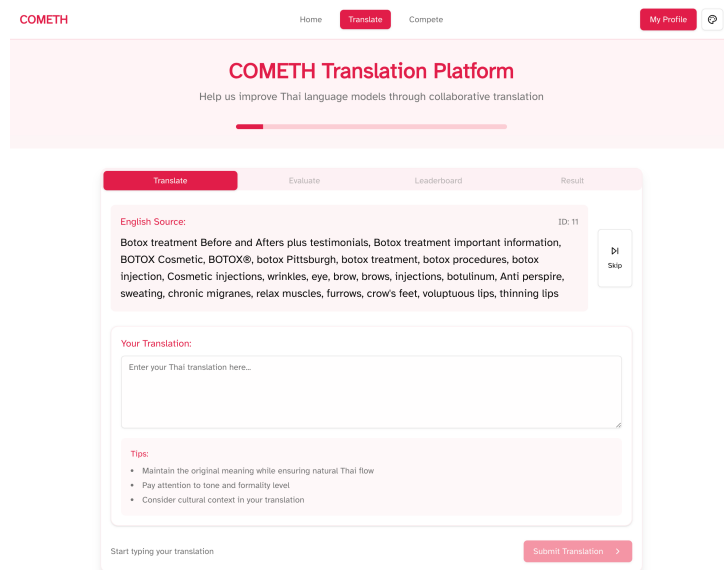 COMETH
Home
Translate
Compete
My Profile
COMETH Translation Platform
Help us improve Thai language models through collaborative translation
Translate
Evaluate
Leaderboard
Result
English Source:
ID: 11
Botox treatment Before and Afters plus testimonials, Botox treatment important information,
BOTOX Cosmetic, BOTOX®, botox Pittsburgh, botox treatment, botox procedures, botox
injection, Cosmetic injections, wrinkles, eye, brow, brows, injections, botulinum, Anti perspire,
sweating, chronic migranes, relax muscles, furrows, crow's feet, voluptuous lips, thinning lips
Skip
Your Translation:
Enter your Thai translation here...
Tips:
• Maintain the original meaning while ensuring natural Thai flow
• Pay attention to tone and formality level
• Consider cultural context in your translation
Start typing your translation
Submit Translation